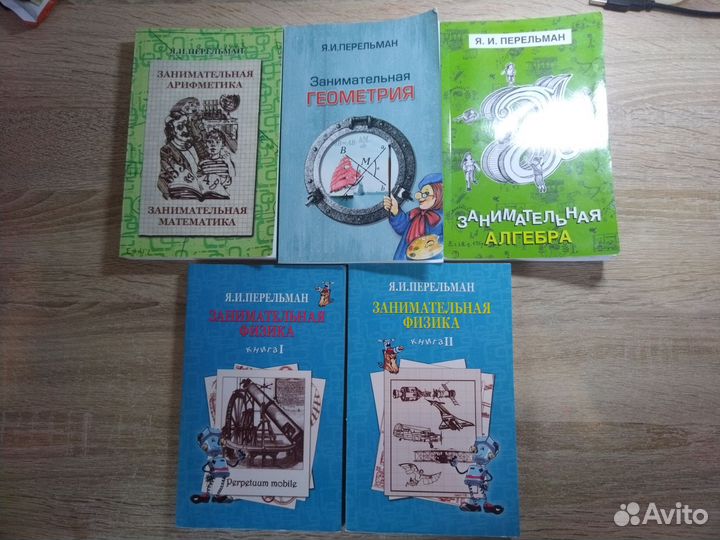 Я.И.ПЕРЕЛЬМАН
ЗАНИМАТЕЛЬНАЯ
АРИФМЕТИКА
ЗАНИМАТЕЛЬНАЯ
МАТЕМАТИКА
Я.И.ПЕРЕЛЬМАН
Занимательная
ГЕОМЕТРИЯ
B
M
Я. И. ПЕРЕЛЬМАН
ЗАНИМАТЕЛЬНАЯ
АЛГЕБРА
Я.И.ПЕРЕЛЬМАН
ЗАНИМАТЕЛЬНАЯ
ФИЗИКА
книга I
Perpetuum mobile
Я.И.ПЕРЕЛЬМАН
ЗАНИМАТЕЛЬНАЯ
ФИЗИКА
книга II
Avito